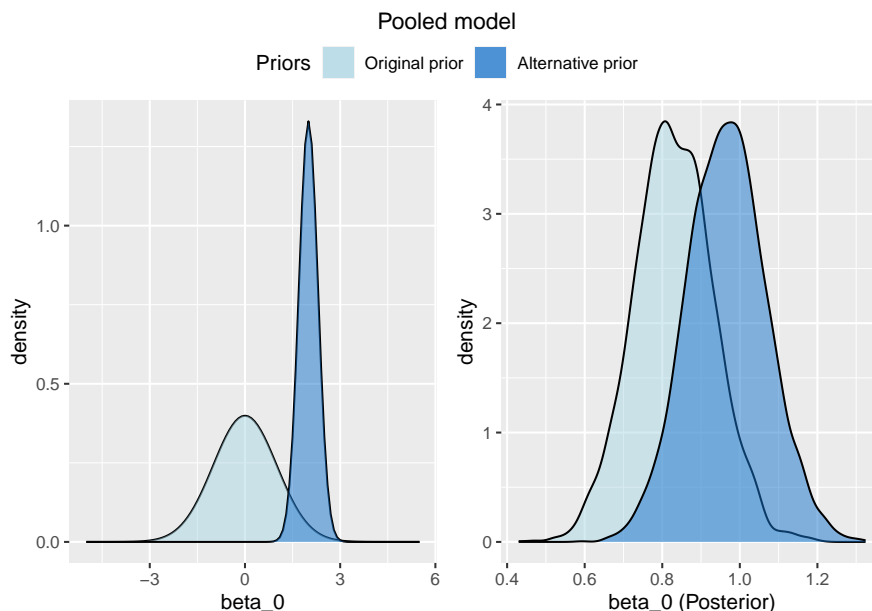 Pooled model
Priors Original prior Alternative prior
density
1.0
0.5
0.0
−3 0 3 6
beta_0
density
4
3
2
1
0
0.4 0.6 0.8 1.0 1.2
beta_0 (Posterior)